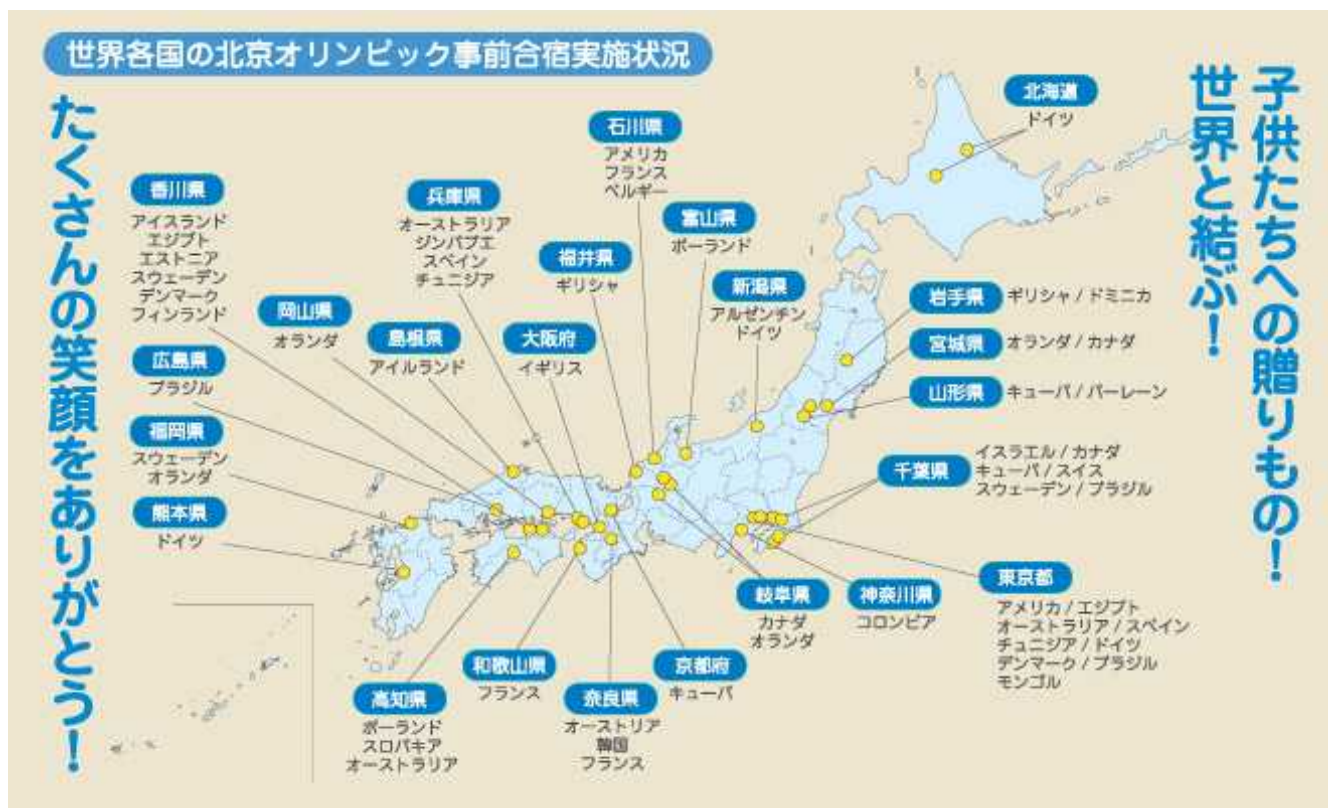 世界各国の北京オリンピック事前合宿実施状況
子供たちへの贈りもの!
世界と結ぶ!
たくさんの笑顔をありがとう!
北海道
ドイツ
石川県
アメリカ
フランス
ベルギー
香川県
アイスランド
エジプト
エストニア
スウェーデン
デンマーク
フィンランド
兵庫県
オーストラリア
ジンバブエ
スペイン
チュニジア
富山県
ポーランド
福井県
ギリシャ
新潟県
アルゼンチン
ドイツ
岩手県
ギリシャ / ドミニカ
岡山県
オランダ
島根県
アイルランド
大阪府
イギリス
宮城県
オランダ / カナダ
広島県
ブラジル
山形県
キューバ / バーレーン
福岡県
スウェーデン
オランダ
千葉県
イスラエル / カナダ
キューバ / スイス
スウェーデン / ブラジル
熊本県
ドイツ
岐阜県
カナダ
オランダ
神奈川県
コロンビア
東京都
アメリカ / エジプト
オーストラリア / スペイン
チュニジア / ドイツ
デンマーク / ブラジル
モンゴル
和歌山県
フランス
京都府
キューバ
高知県
ポーランド
スロバキア
オーストラリア
奈良県
オーストリア
韓国
フランス